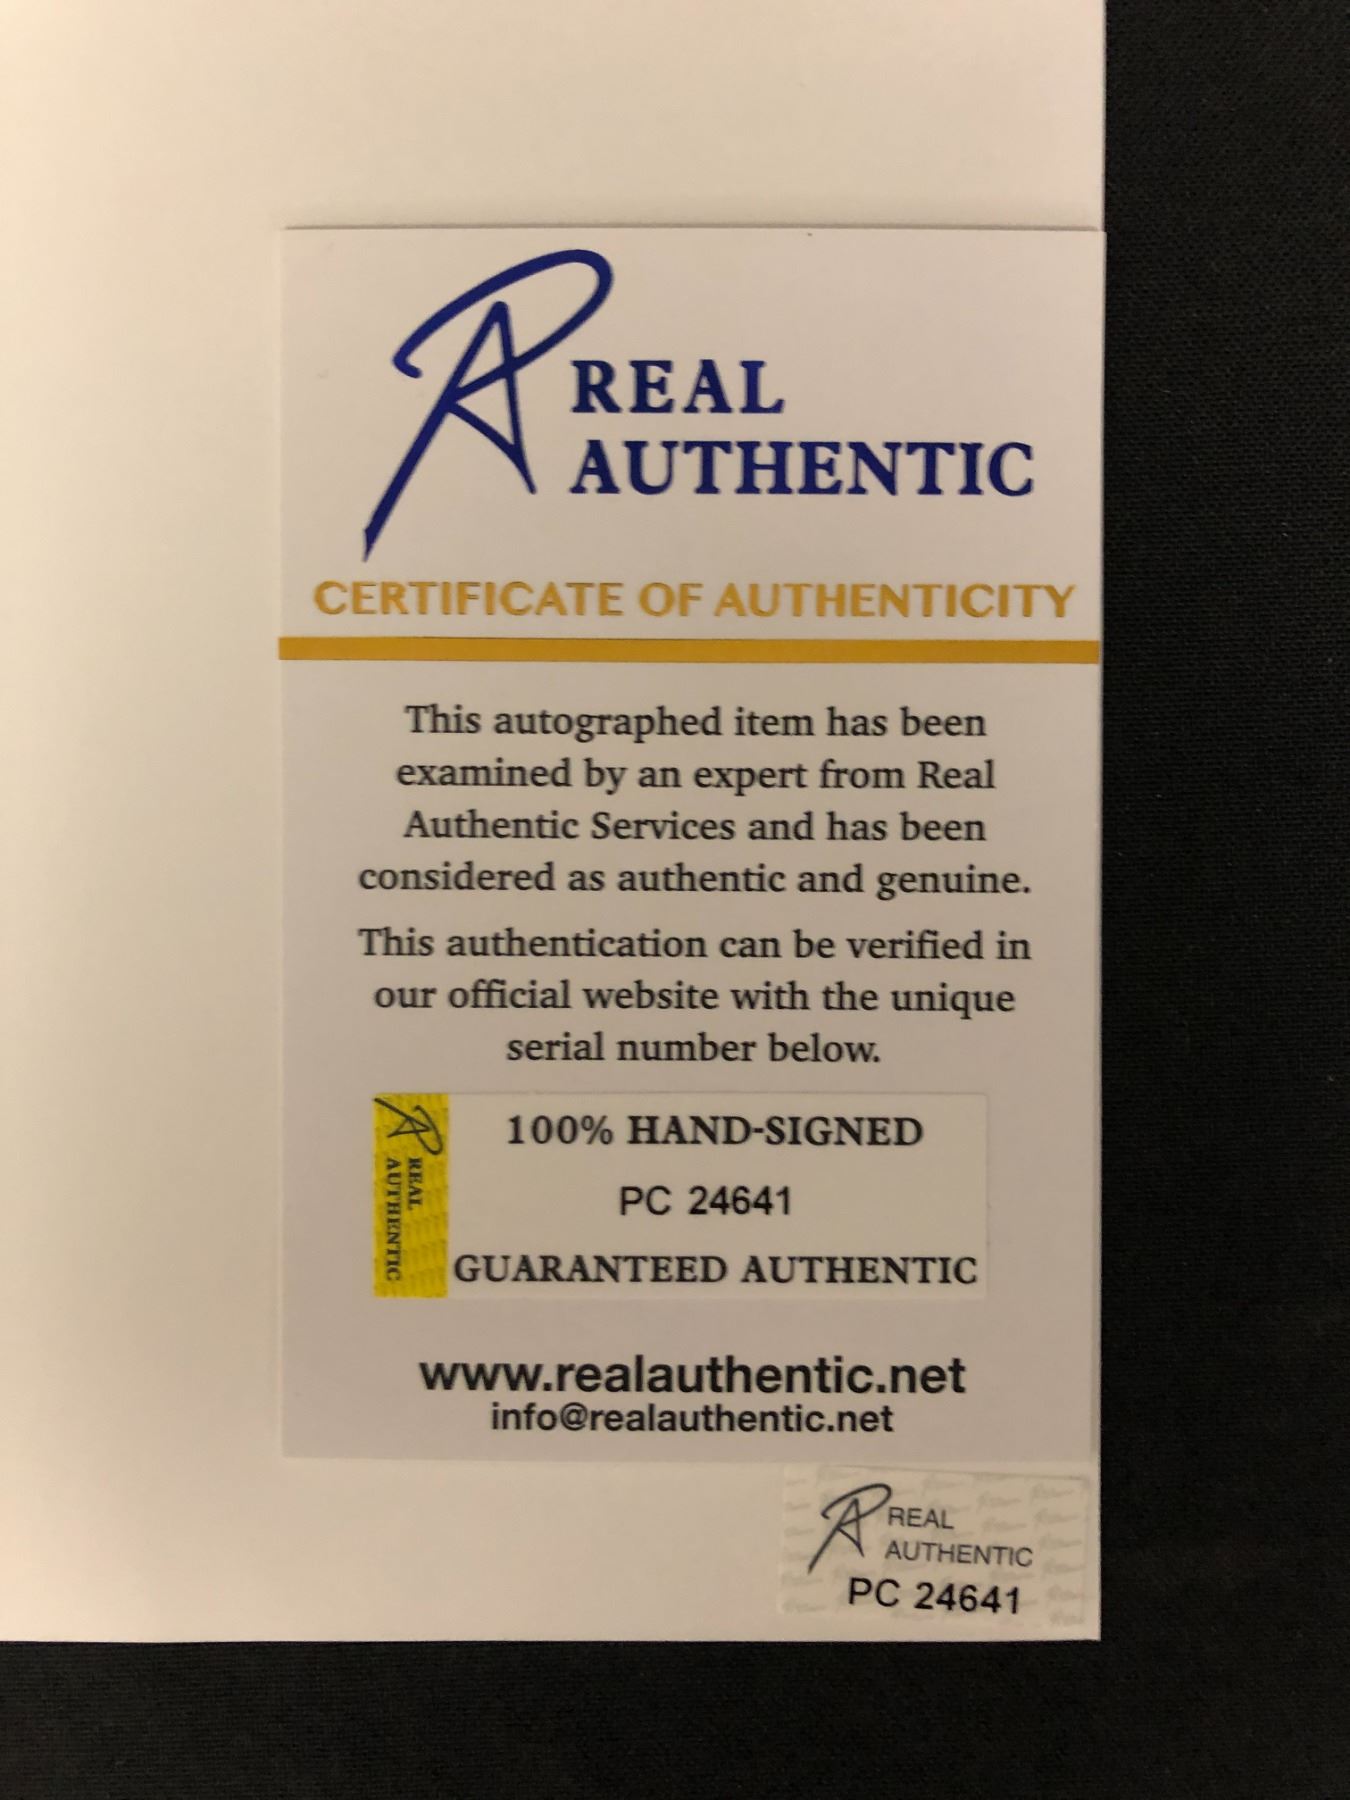 REAL
AUTHENTIC
CERTIFICATE OF AUTHENTICITY
This autographed item has been
examined by an expert from Real
Authentic Services and has been
considered as authentic and genuine.
This authentication can be verified in
our official website with the unique
serial number below.
REAL
AUTHENTIC
100% HAND-SIGNED
PC 24641
GUARANTEED AUTHENTIC
www.realauthentic.net
info@realauthentic.net
REAL
AUTHENTIC
PC 24641